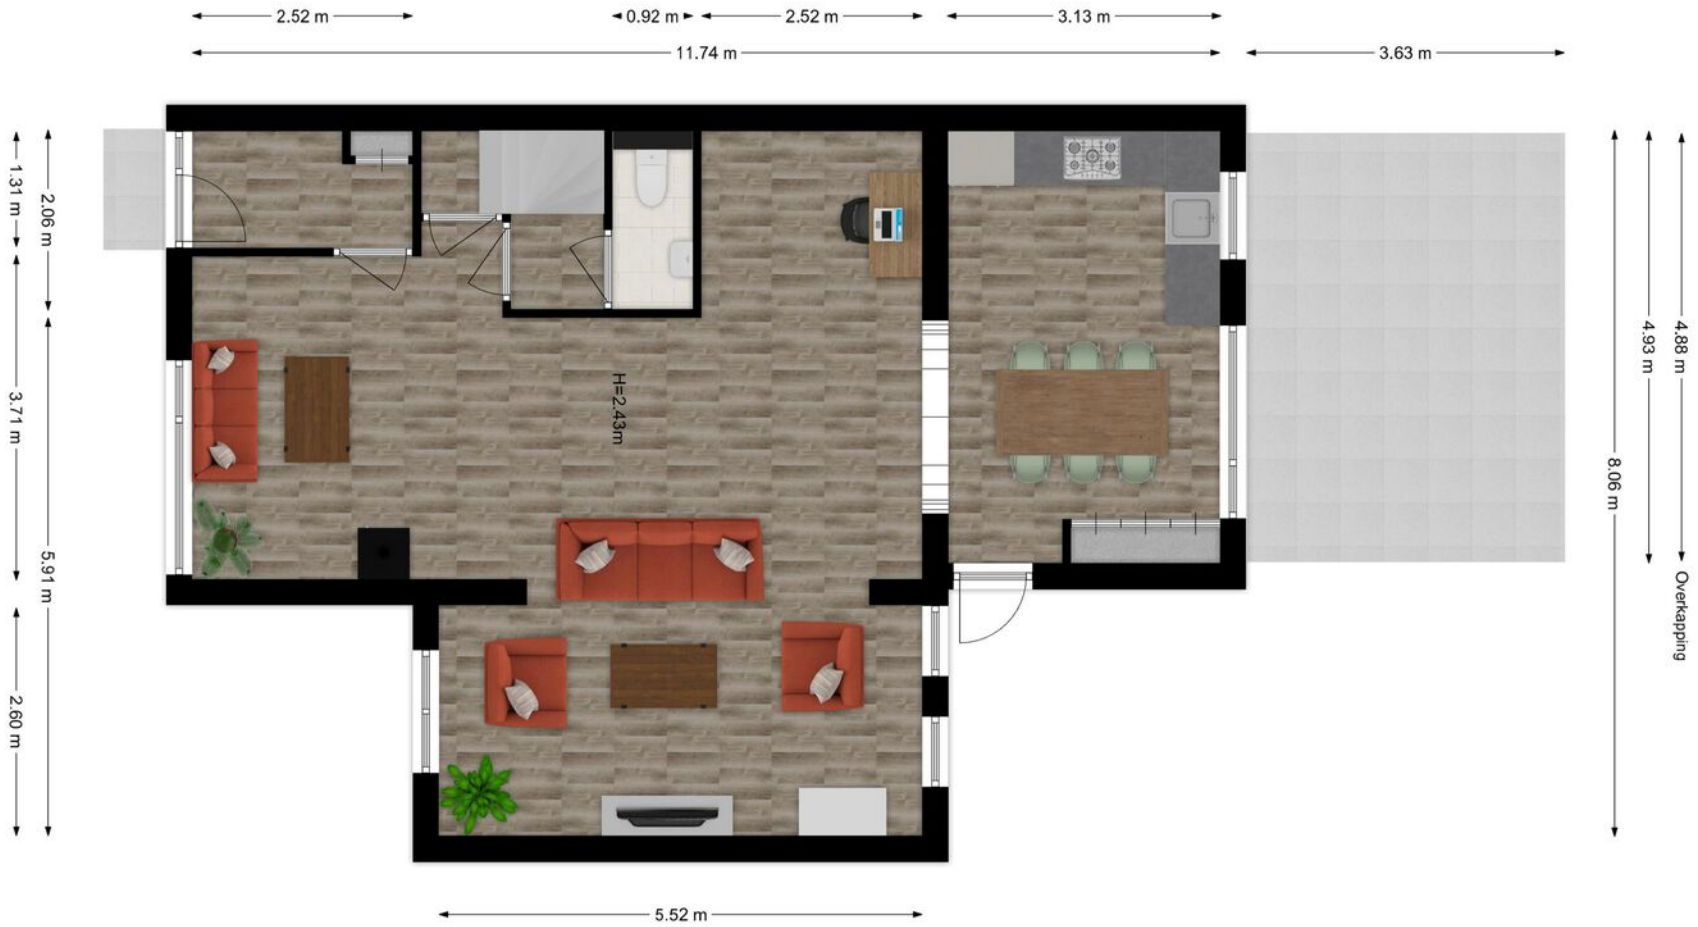 2.52 m
0.92 m
2.52 m
3.13 m
11.74 m
3.63 m
1.31 m
2.06 m
3.71 m
5.91 m
2.60 m
H=2.43m
4.88 m
4.93 m
8.06 m
Overkapping
5.52 m